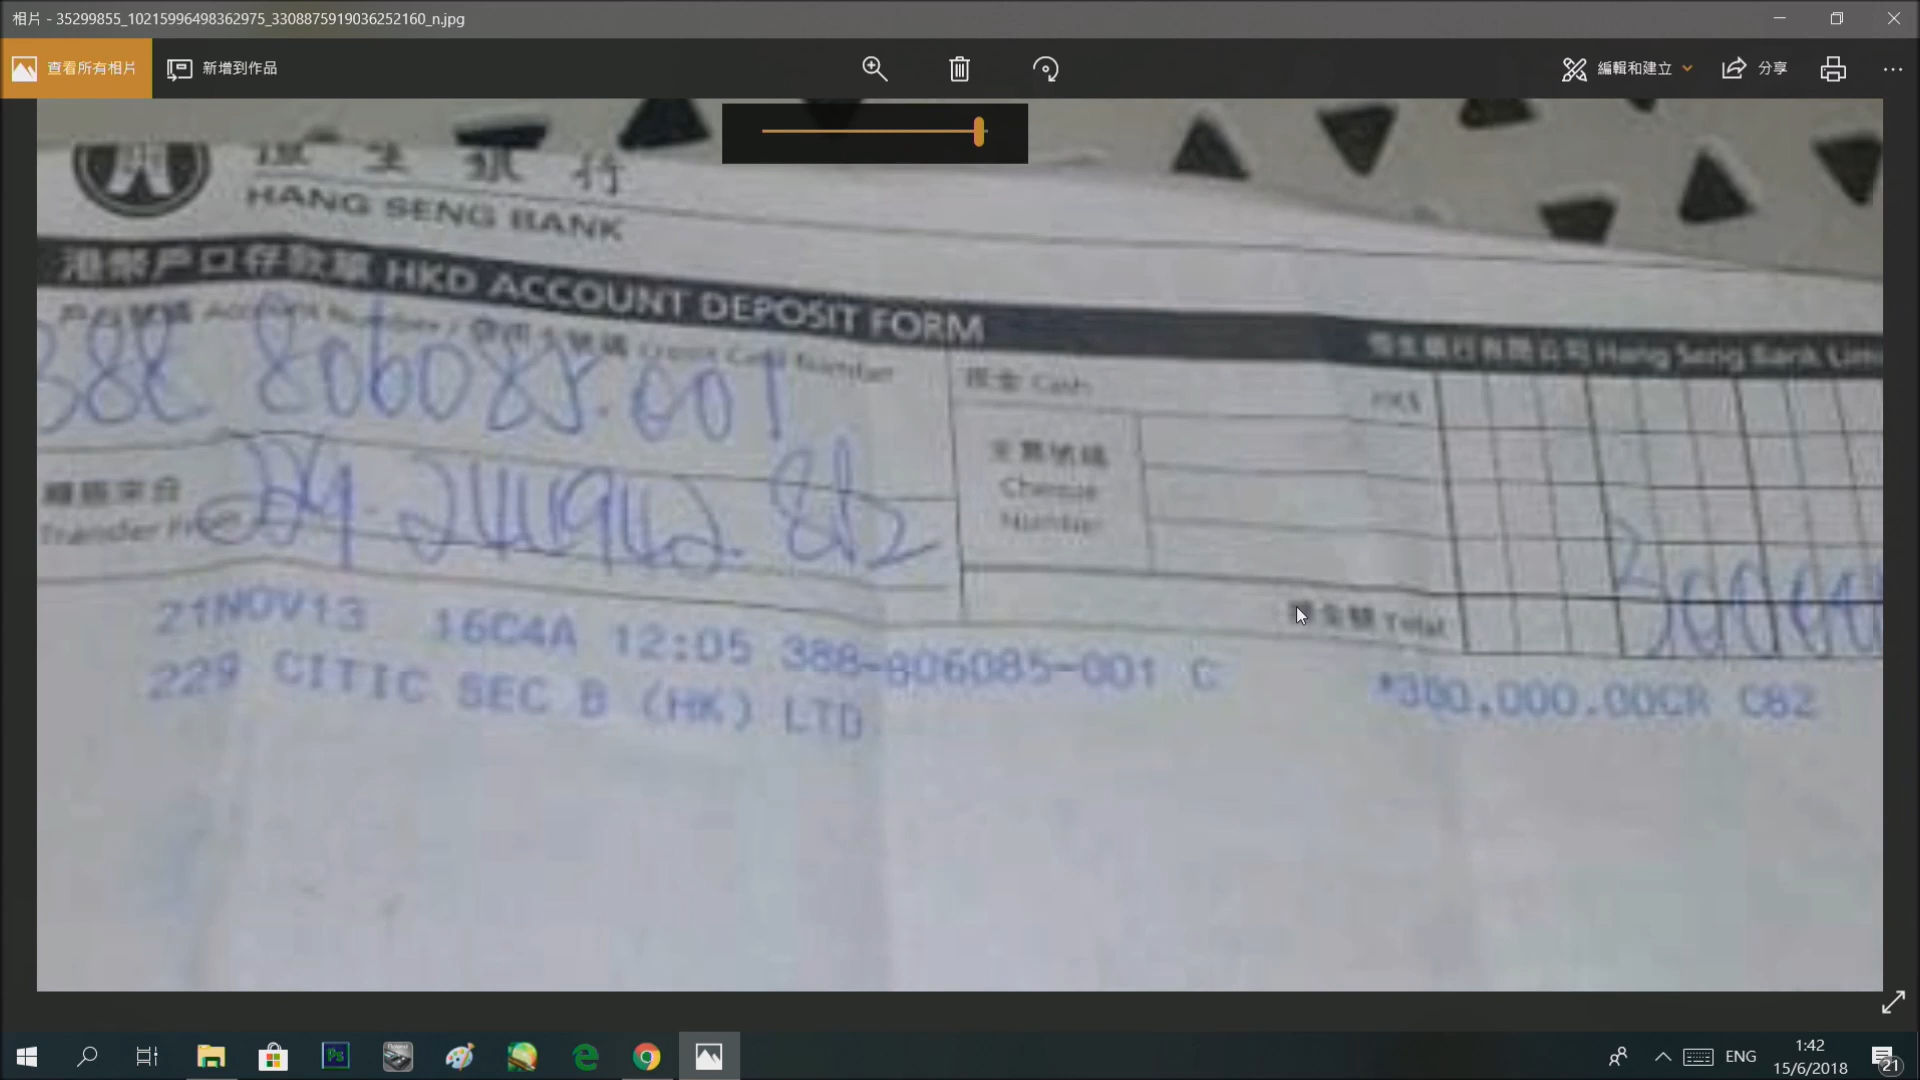 相片 - 35299855_10215996498362975_3308875919036252160_n.jpg
查看所有相片
新增到作品
編輯和建立
分享
恒生銀行
HANG SENG BANK
港幣戶口存款單 HKD ACCOUNT DEPOSIT FORM
恒生銀行有限公司 Hang Seng Bank Lim
戶口號碼 Account Number / 信用卡號碼 Credit Card Number
388 806085.001
現金 Cash
HK$
支票號碼
Cheque
Number
轉賬來自
Transfer From
總金額 Total
21NOV13 16C4A 12:05 388-806085-001 C
*300,000.00CR C82
229 CITIC SEC B (HK) LTD
ENG
1:42
15/6/2018
21